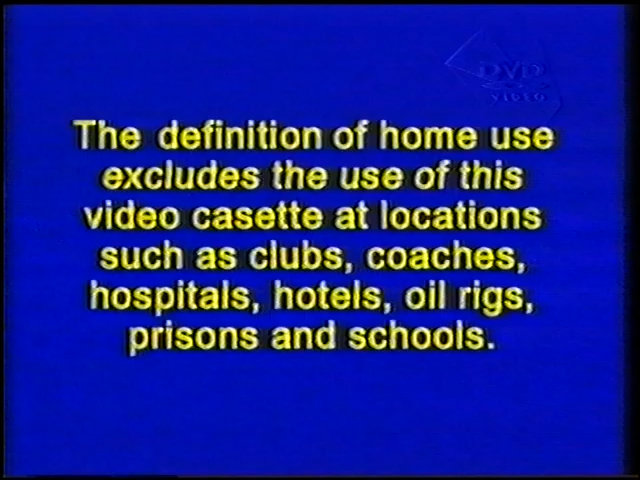 DVD
VIDEO
The definition of home use
excludes the use of this
video casette at locations
such as clubs, coaches,
hospitals, hotels, oil rigs,
prisons and schools.